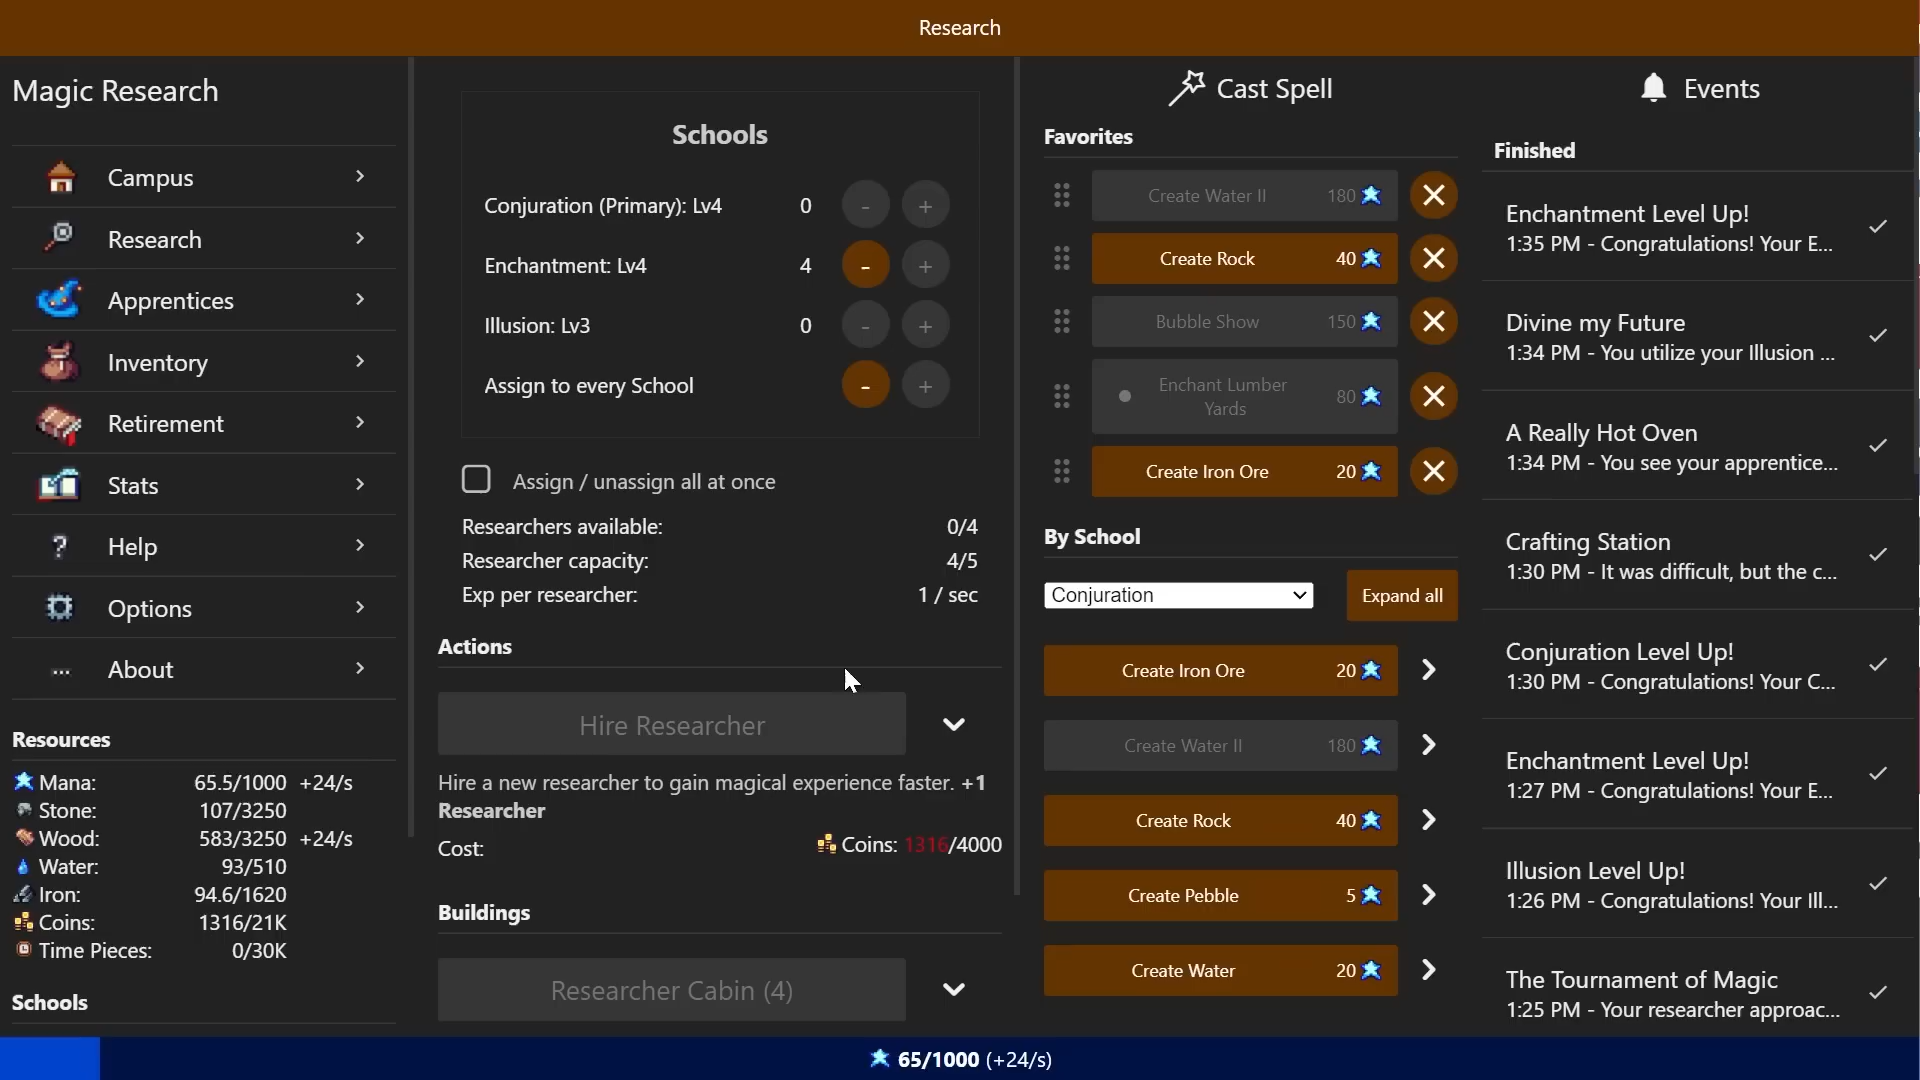 Research
Magic Research
Campus
Research
Apprentices
Inventory
Retirement
Stats
Help
Options
About
Resources
Mana: 65.5/1000 +24/s
Stone: 107/3250
Wood: 583/3250 +24/s
Water: 93/510
Iron: 94.6/1620
Coins: 1316/21K
Time Pieces: 0/30K
Schools
Schools
Conjuration (Primary): Lv4 0 - +
Enchantment: Lv4 4 - +
Illusion: Lv3 0 - +
Assign to every School - +
Assign / unassign all at once
Researchers available: 0/4
Researcher capacity: 4/5
Exp per researcher: 1 / sec
Actions
Hire Researcher
Hire a new researcher to gain magical experience faster. +1
Researcher
Cost: Coins: 1316/4000
Buildings
Researcher Cabin (4)
Cast Spell
Favorites
Create Water II 180
Create Rock 40
Bubble Show 150
Enchant Lumber
Yards 80
Create Iron Ore 20
By School
Conjuration Expand all
Create Iron Ore 20
Create Water II 180
Create Rock 40
Create Pebble 5
Create Water 20
Events
Finished
Enchantment Level Up!
1:35 PM - Congratulations! Your E...
Divine my Future
1:34 PM - You utilize your Illusion ...
A Really Hot Oven
1:34 PM - You see your apprentice...
Crafting Station
1:30 PM - It was difficult, but the c...
Conjuration Level Up!
1:30 PM - Congratulations! Your C...
Enchantment Level Up!
1:27 PM - Congratulations! Your E...
Illusion Level Up!
1:26 PM - Congratulations! Your Ill...
The Tournament of Magic
1:25 PM - Your researcher approac...
65/1000 (+24/s)